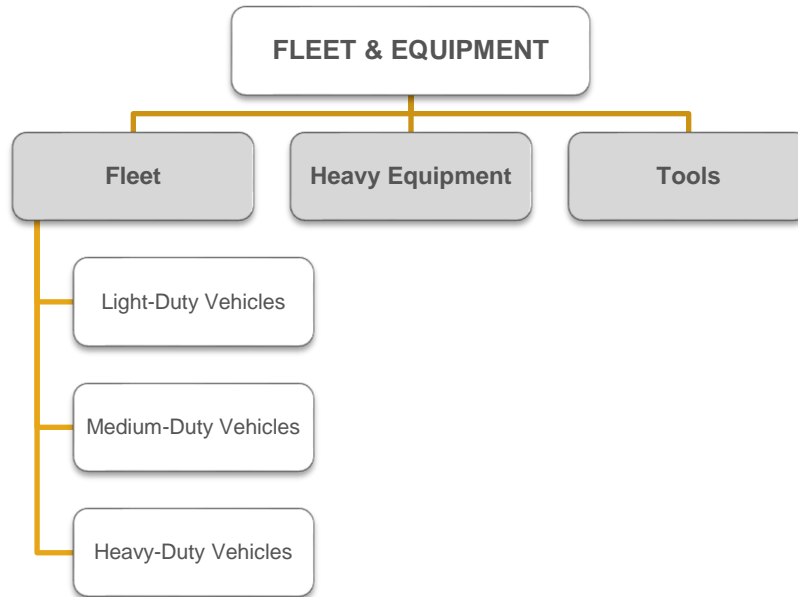 FLEET & EQUIPMENT
Fleet
Heavy Equipment
Tools
Light-Duty Vehicles
Medium-Duty Vehicles
Heavy-Duty Vehicles